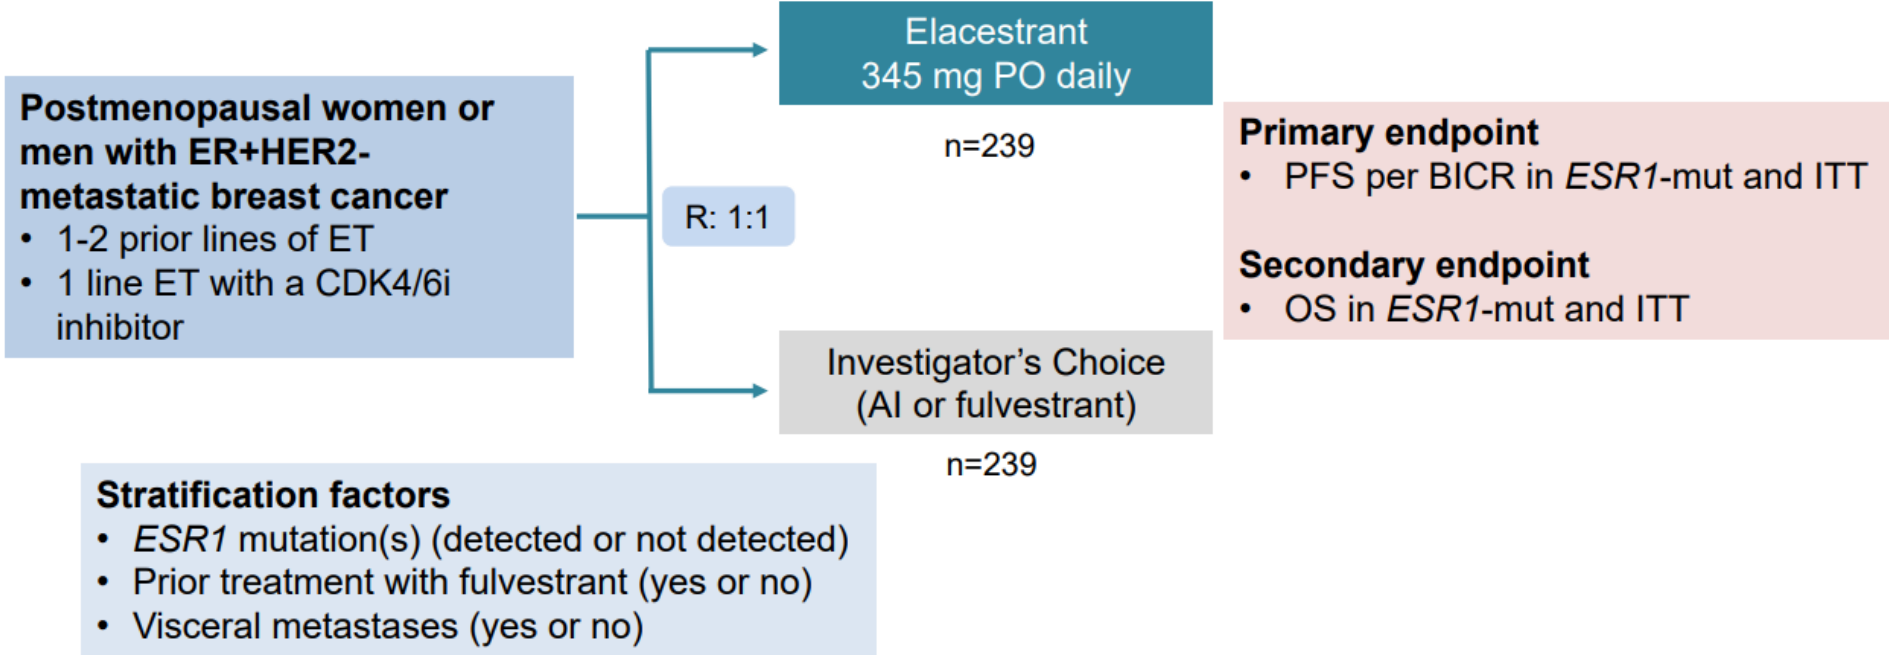 Postmenopausal women or
men with ER+HER2-
metastatic breast cancer
• 1-2 prior lines of ET
• 1 line ET with a CDK4/6i
inhibitor
R: 1:1
Elacestrant
345 mg PO daily
n=239
Investigator’s Choice
(AI or fulvestrant)
n=239
Primary endpoint
• PFS per BICR in ESR1-mut and ITT
Secondary endpoint
• OS in ESR1-mut and ITT
Stratification factors
• ESR1 mutation(s) (detected or not detected)
• Prior treatment with fulvestrant (yes or no)
• Visceral metastases (yes or no)